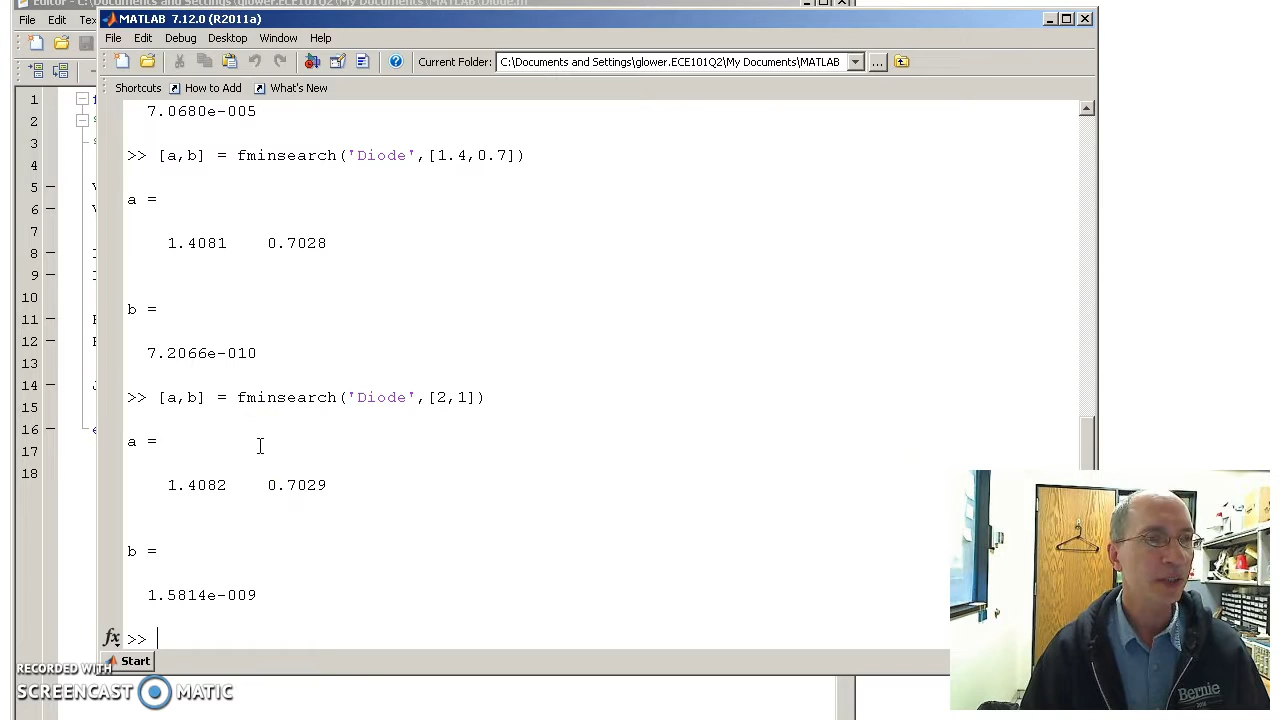 Editor - C:\Documents and Settings\glower.ECE101Q2\My Documents\MATLAB\Diode.m
File Edit
MATLAB 7.12.0 (R2011a)
File Edit Debug Desktop Window Help
Current Folder: C:\Documents and Settings\glower.ECE101Q2\My Documents\MATLAB
Shortcuts How to Add What's New
7.0680e-005
>> [a,b] = fminsearch('Diode',[1.4,0.7])
a =
1.4081 0.7028
b =
7.2066e-010
>> [a,b] = fminsearch('Diode',[2,1])
a =
1.4082 0.7029
b =
1.5814e-009
fx >>
Start
1
2
3
4
5
6
7
8
9
10
11
12
13
14
15
16
17
18
RECORDED WITH
SCREENCAST MATIC
Bernie
2016